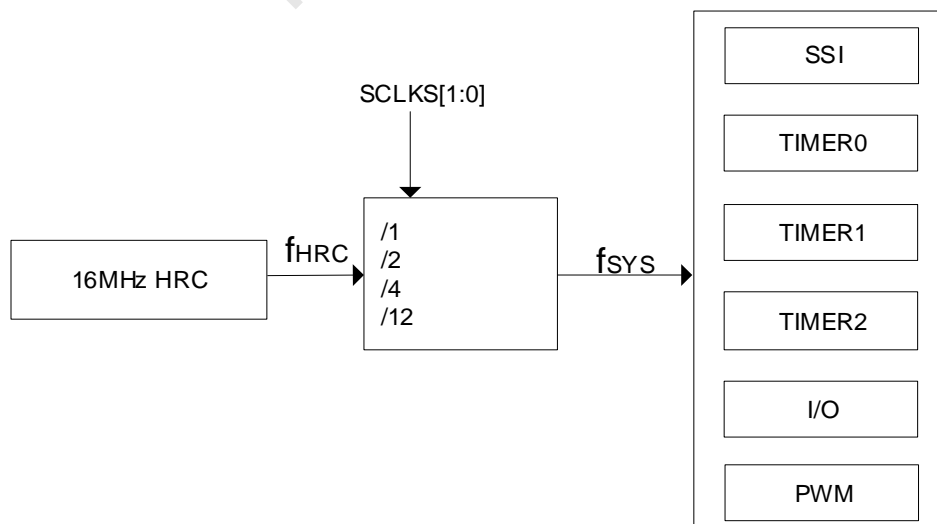 SCLKS[1:0]
16MHz HRC
fHRC
/1
/2
/4
/12
fSYS
SSI
TIMER0
TIMER1
TIMER2
I/O
PWM